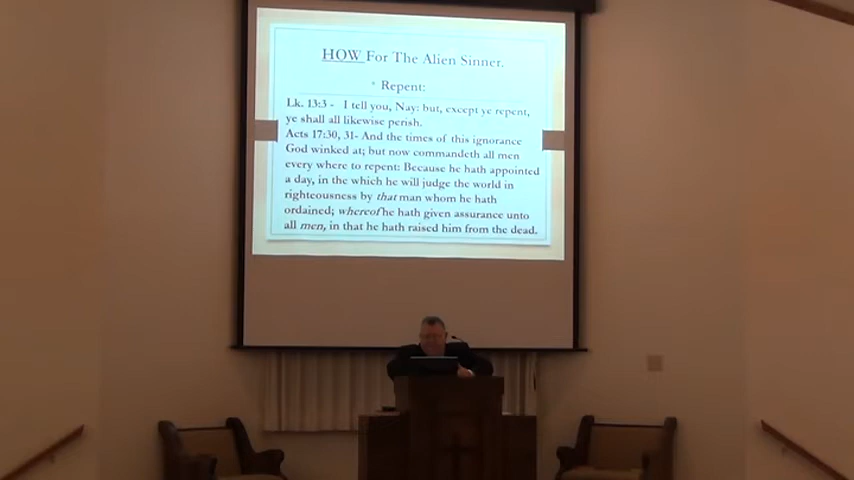 HOW For The Alien Sinner.
* Repent:
Lk. 13:3 - I tell you, Nay: but, except ye repent,
ye shall all likewise perish.
Acts 17:30, 31- And the times of this ignorance
God winked at; but now commandeth all men
every where to repent: Because he hath appointed
a day, in the which he will judge the world in
righteousness by that man whom he hath
ordained; whereof he hath given assurance unto
all men, in that he hath raised him from the dead.